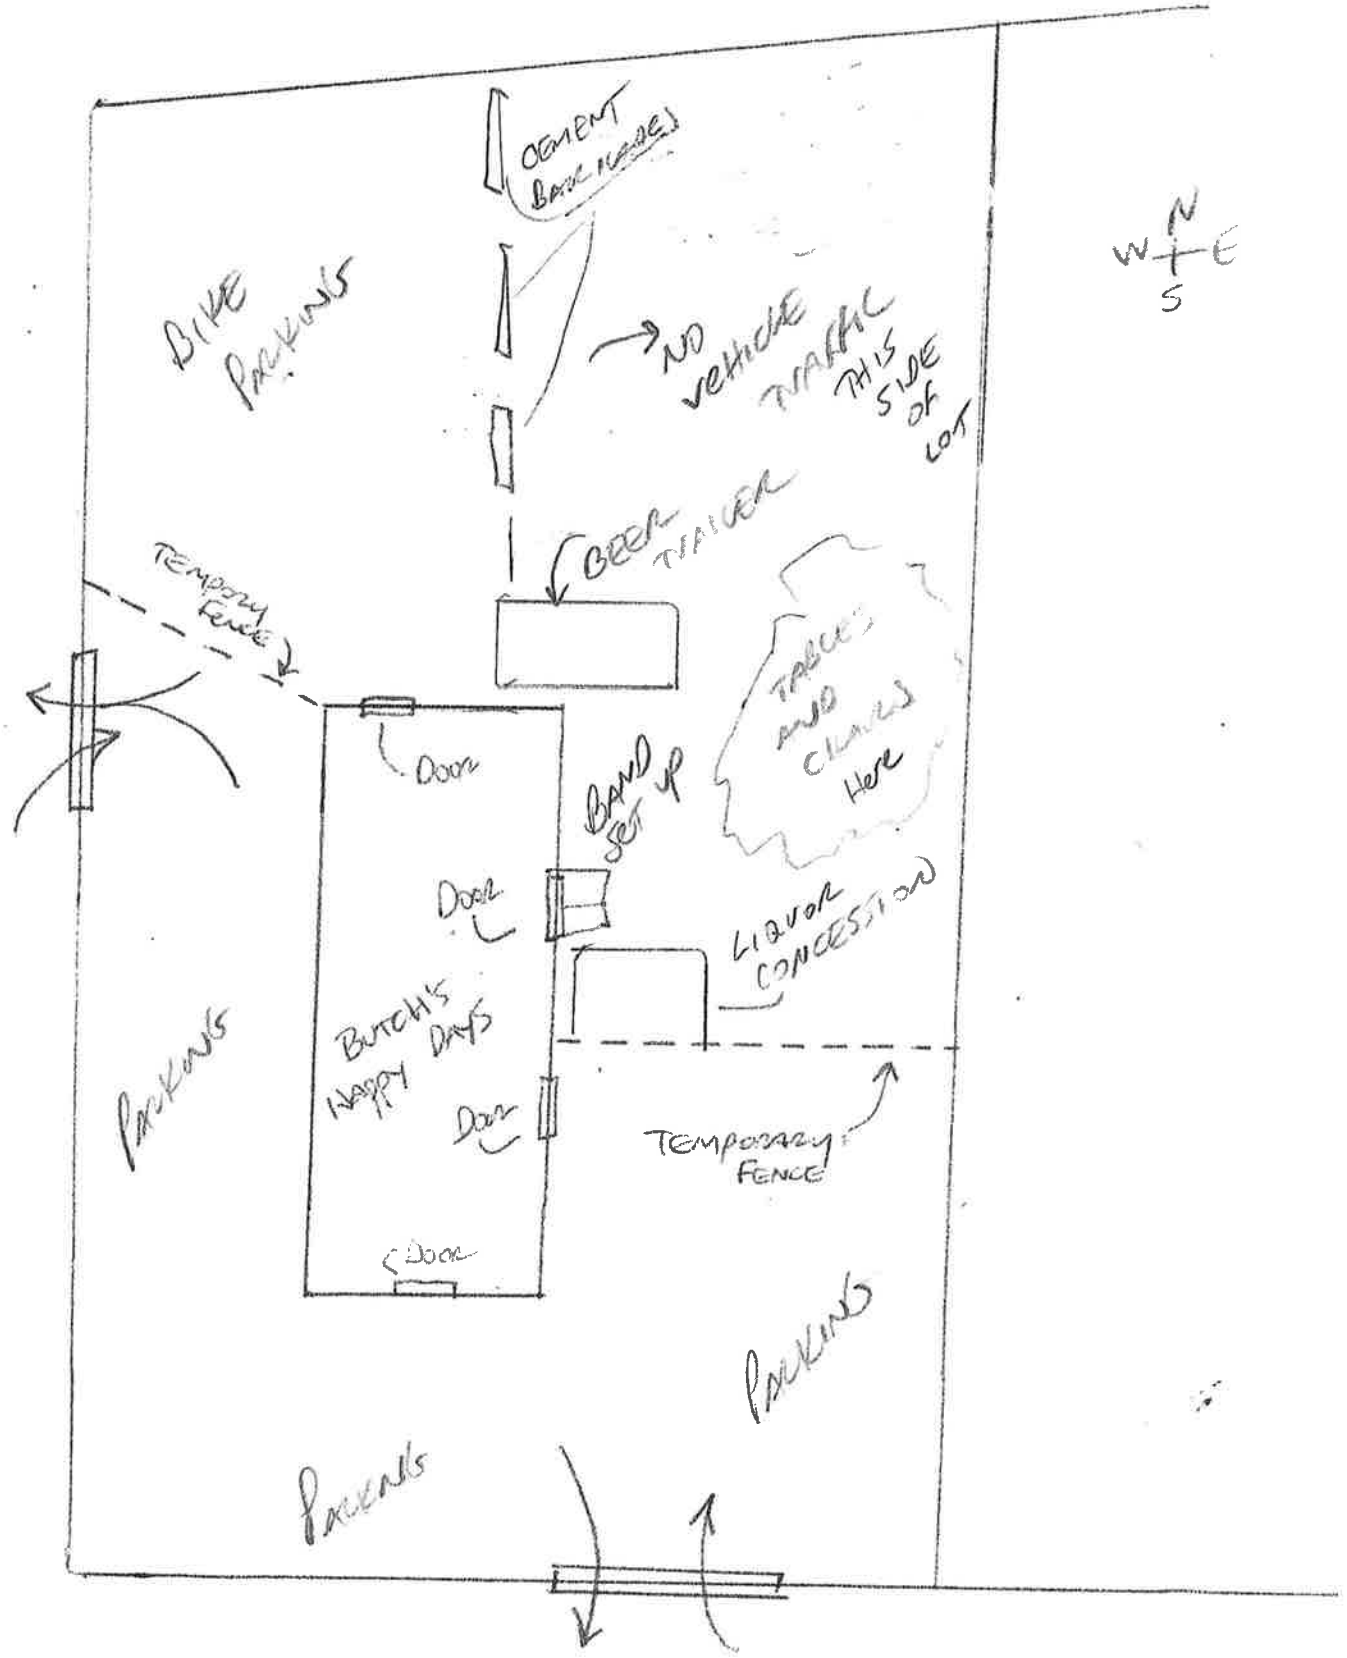 CEMENT
BARRICADES
N
W E
S
BIKE
PARKING
NO
VEHICLE
TRAFFIC
THIS
SIDE
OF
LOT
BEER
TRAILER
TEMPORY
FENCE
TABLES
AND
CHAIRS
Here
DOOR
BAND
SET UP
DOOR
LIQUOR
CONCESSION
BUTCH'S
HAPPY DAYS
PARKING
DOOR
TEMPORARY
FENCE
DOOR
PARKING
PARKING